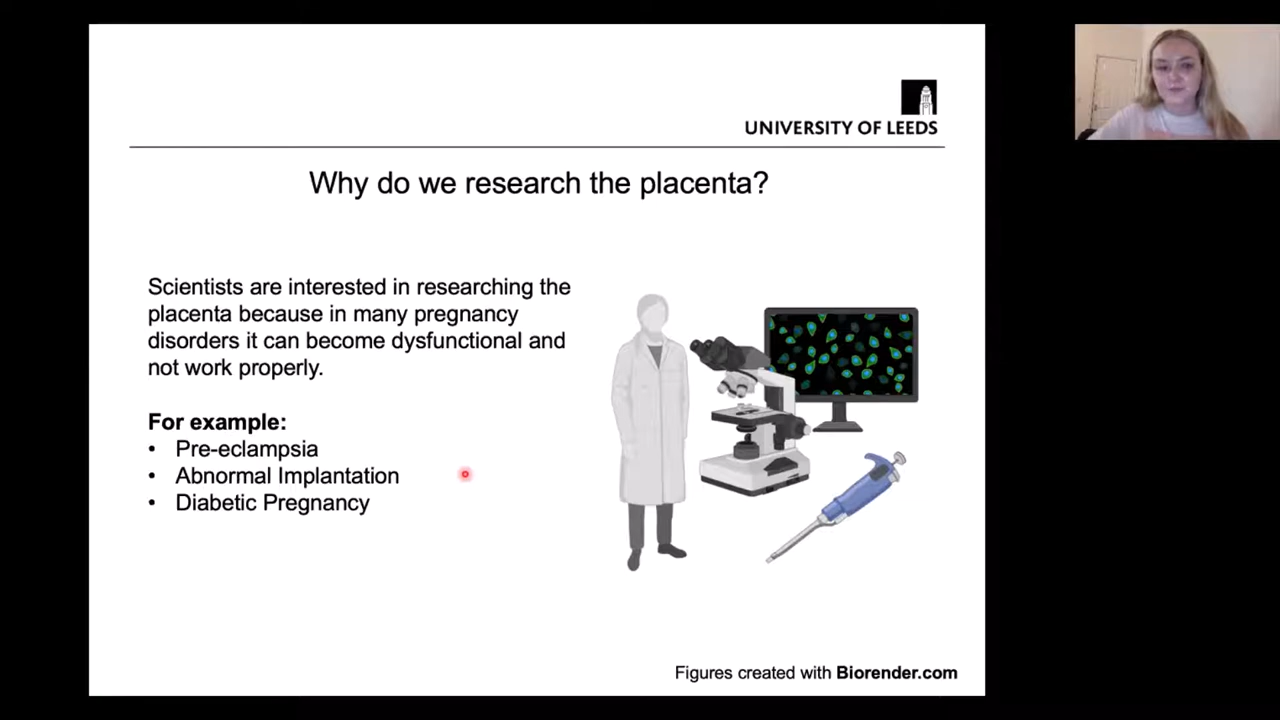 UNIVERSITY OF LEEDS
Why do we research the placenta?
Scientists are interested in researching the
placenta because in many pregnancy
disorders it can become dysfunctional and
not work properly.
For example:
• Pre-eclampsia
• Abnormal Implantation
• Diabetic Pregnancy
Figures created with Biorender.com